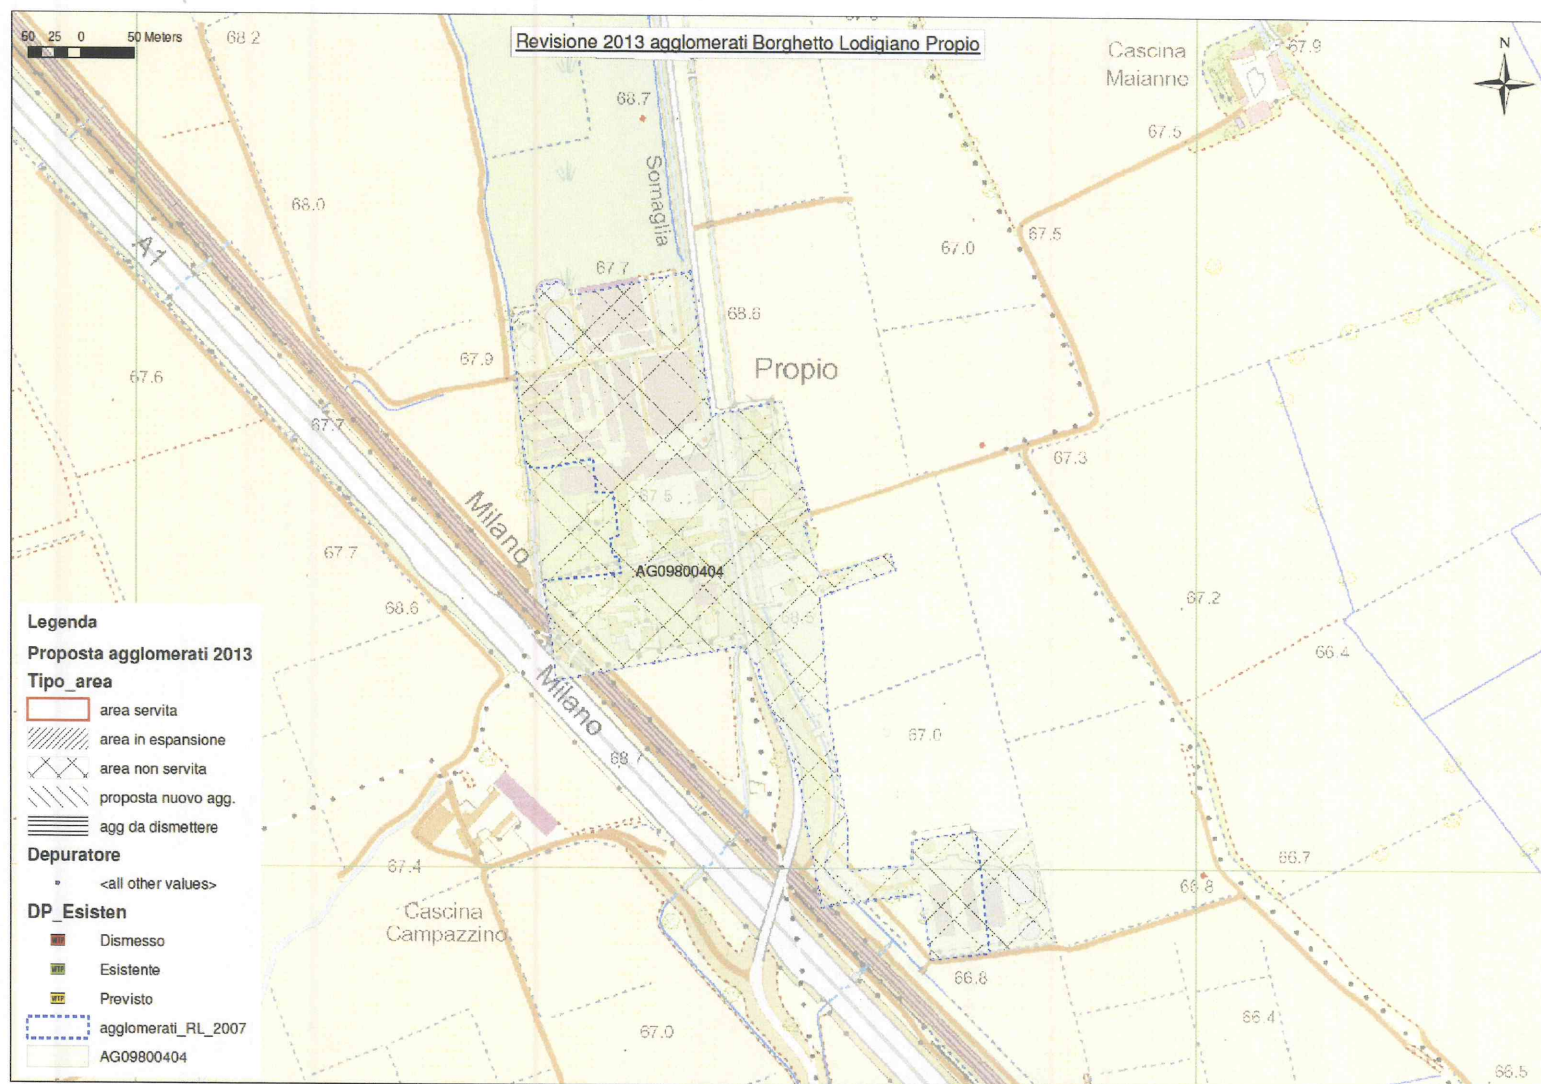 50 25 0 50 Meters
Revisione 2013 agglomerati Borghetto Lodigiano Propio
N
68.2
67.9
Cascina
Maianne
68.7
67.5
Somaglia
68.0
67.5
67.0
A1
67.7
68.6
67.9
Propio
67.6
67.7
67.3
67.5
Milano
67.7
AG09800404
68.6
67.2
68.5
66.4
Milano
67.0
68.7
66.7
67.4
66.8
Cascina
Campazzino
66.8
66.4
67.0
66.5
Legenda
Proposta agglomerati 2013
Tipo_area
area servita
area in espansione
area non servita
proposta nuovo agg.
agg da dismettere
Depuratore
<all other values>
DP_Esisten
Dismesso
Esistente
Previsto
agglomerati_RL_2007
AG09800404